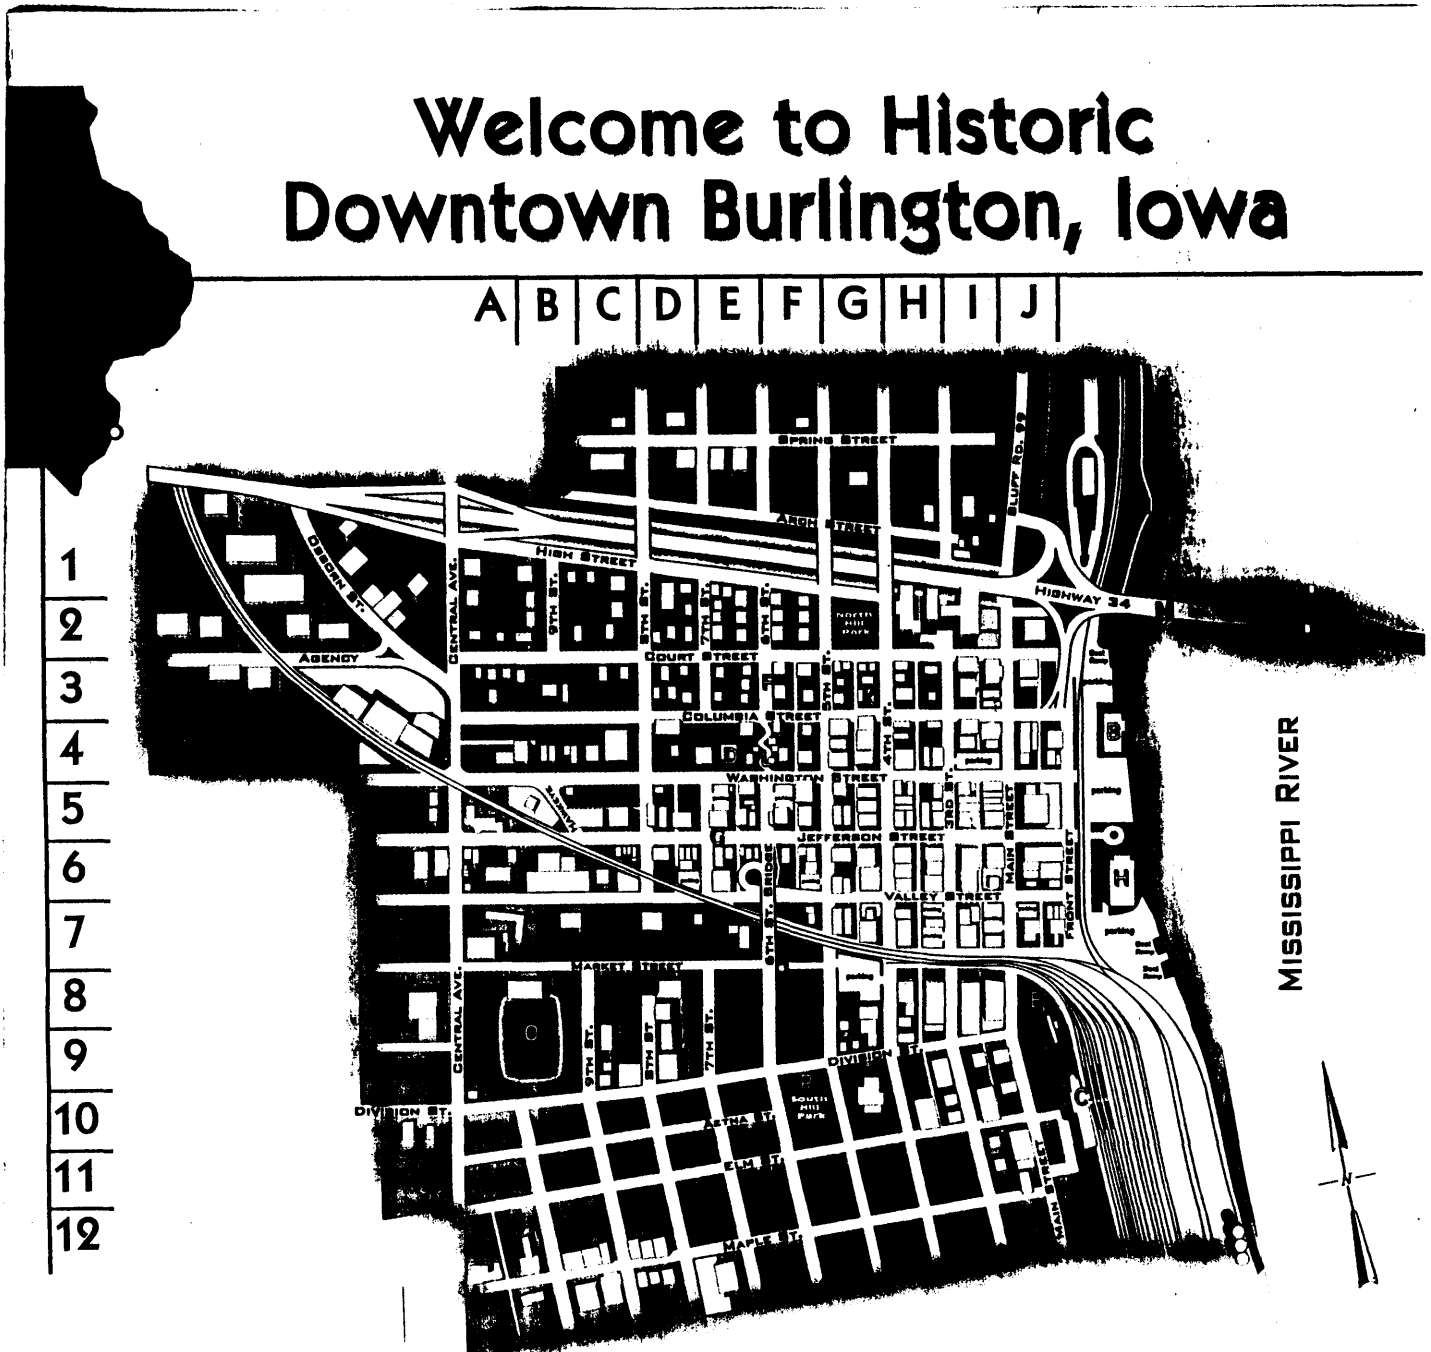 Welcome to Historic
Downtown Burlington, Iowa
A B C D E F G H I J
1
2
3
4
5
6
7
8
9
10
11
12
SPRING STREET
BLUFF RD. 99
ARCH STREET
OSBORN ST.
HIGH STREET
HIGHWAY 34
CENTRAL AVE.
9TH ST.
8TH ST.
7TH ST.
6TH ST.
North
Hill
Park
AGENCY
COURT STREET
5TH ST.
COLUMBIA STREET
4TH ST.
B
D
parking
WASHINGTON STREET
HAWKEYE
3RD ST.
MAIN STREET
parking
G
JEFFERSON STREET
6TH ST. BRIDGE
FRONT STREET
H
VALLEY STREET
parking
MARKET STREET
parking
MISSISSIPPI RIVER
CENTRAL AVE.
9TH ST.
8TH ST
7TH ST.
DIVISION ST.
DIVISION ST.
South
Hill
Park
C
AETNA ST.
ELM ST.
MAIN STREET
MAPLE ST.
N